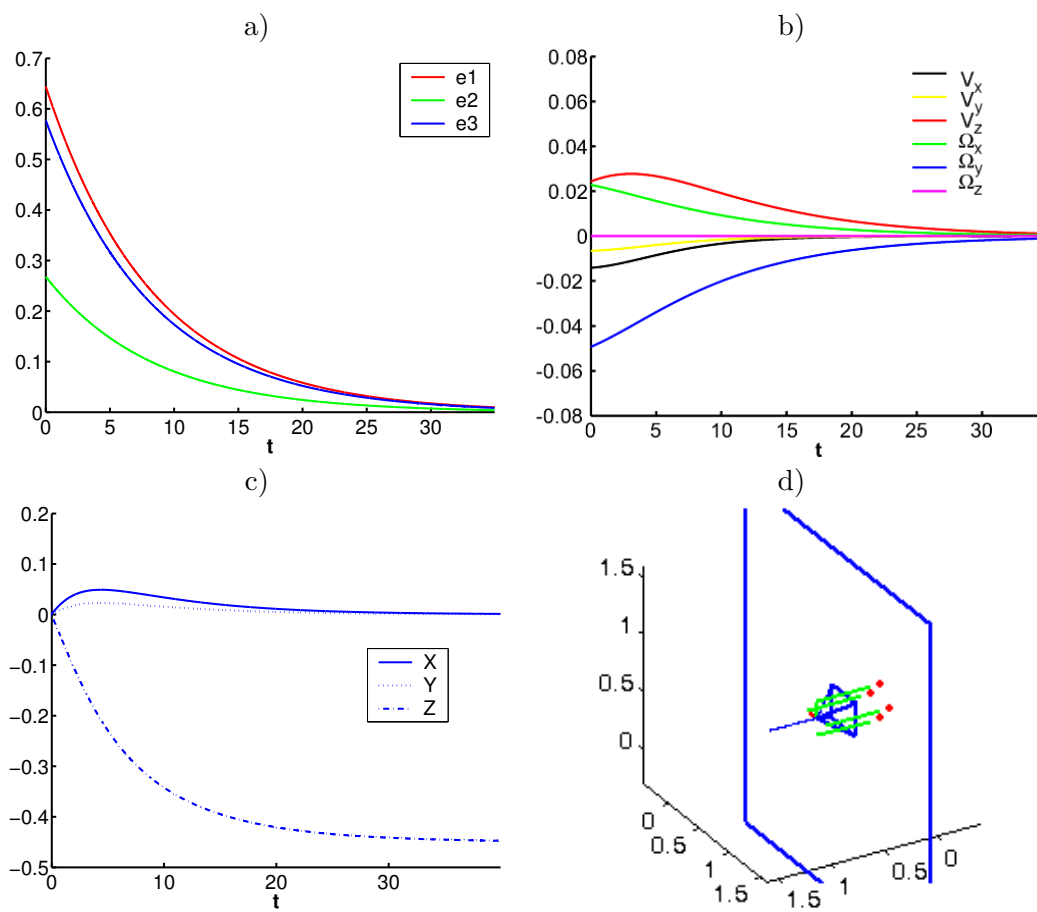 a)
0.7
0.6
0.5
0.4
0.3
0.2
0.1
0
0 5 10 15 20 25 30
t
e1
e2
e3
b)
0.08
0.06
0.04
0.02
0
-0.02
-0.04
-0.06
-0.08
0 5 10 15 20 25 30
t
Vx
Vy
Vz
Ωx
Ωy
Ωz
c)
0.2
0.1
0
−0.1
−0.2
−0.3
−0.4
−0.5
0 10 20 30
t
X
Y
Z
d)
1.5
1
0.5
0
0
0.5
1
1.5
1.5
1
0.5
0